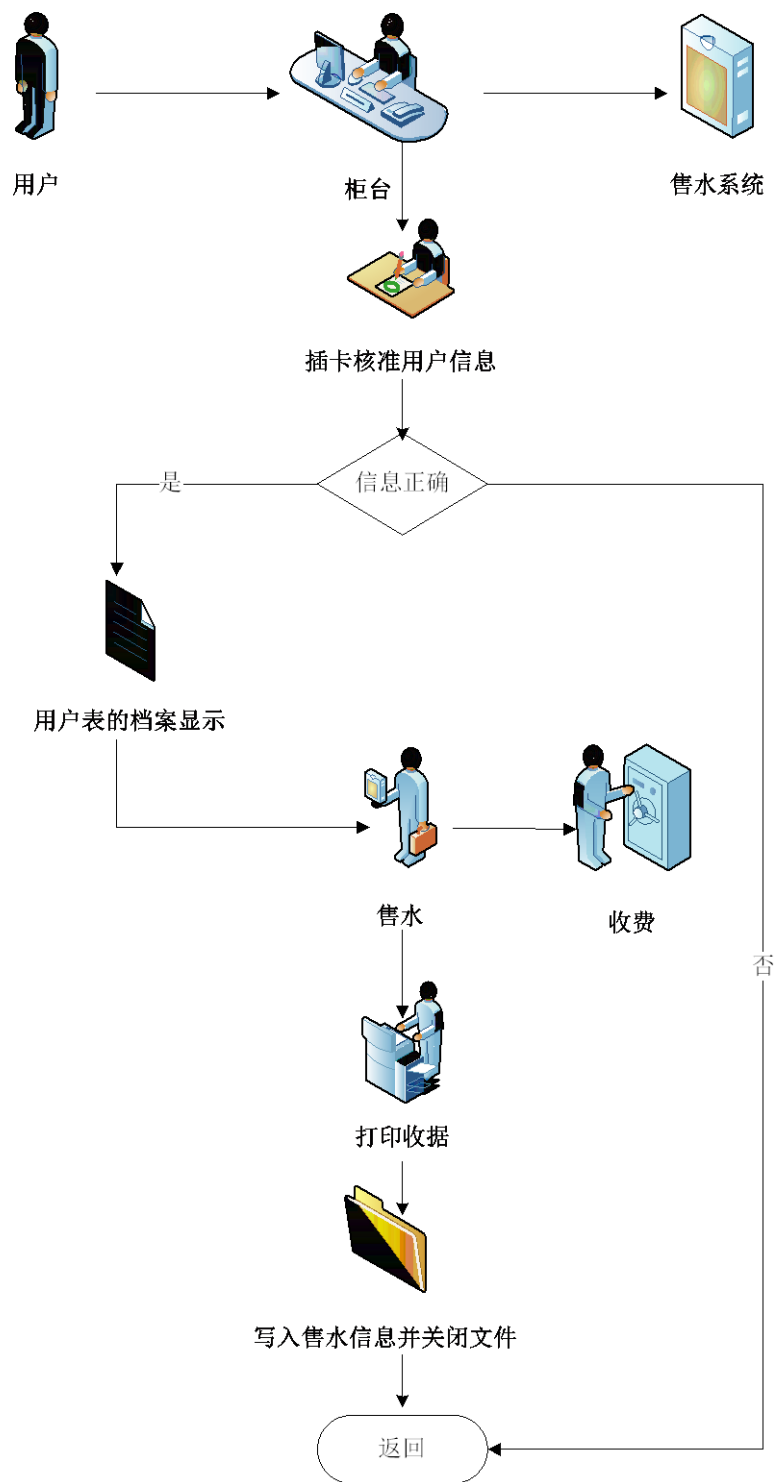 用户
柜台
售水系统
插卡核准用户信息
信息正确
是
用户表的档案显示
售水
收费
否
打印收据
写入售水信息并关闭文件
返回